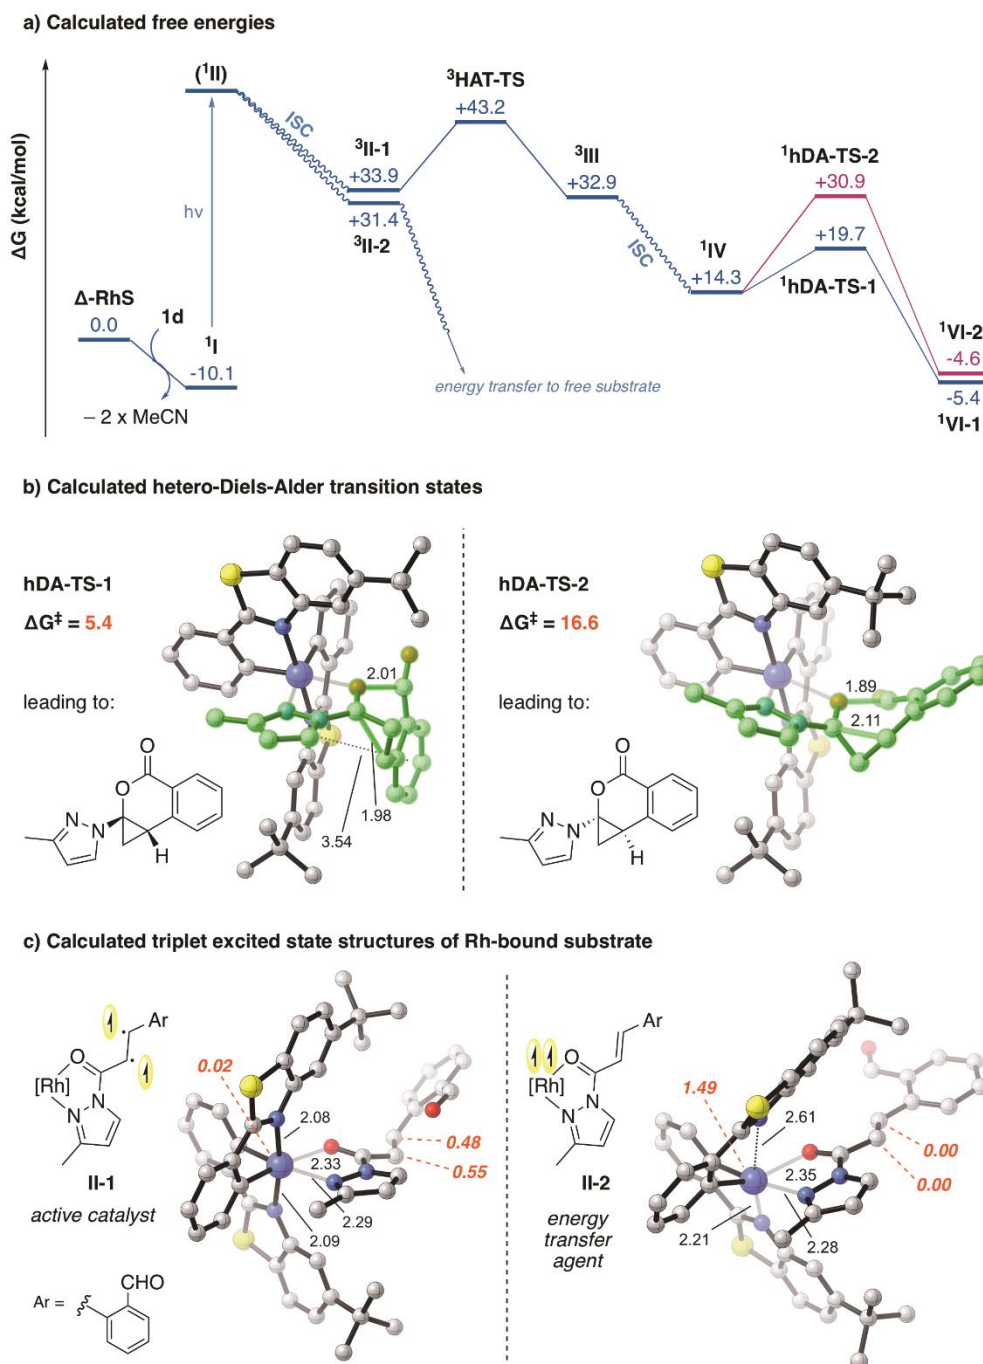 a) Calculated free energies
ΔG (kcal/mol)
(¹II)
ISC
hν
³HAT-TS
+43.2
³II-1
+33.9
+31.4
³II-2
³III
+32.9
ISC
¹hDA-TS-2
+30.9
¹IV
+14.3
+19.7
¹hDA-TS-1
Δ-RhS
0.0
1d
¹I
-10.1
– 2 x MeCN
energy transfer to free substrate
¹VI-2
-4.6
-5.4
¹VI-1
b) Calculated hetero-Diels-Alder transition states
hDA-TS-1
ΔG‡ = 5.4
leading to:
O
O
N
N
H
2.01
1.98
3.54
hDA-TS-2
ΔG‡ = 16.6
leading to:
O
O
N
N
H
1.89
2.11
c) Calculated triplet excited state structures of Rh-bound substrate
Ar
O
[Rh]
N
N
II-1
active catalyst
Ar =
CHO
0.02
2.08
2.33
2.29
2.09
0.48
0.55
Ar
O
[Rh]
N
N
II-2
energy
transfer
agent
1.49
2.61
2.35
2.28
2.21
0.00
0.00